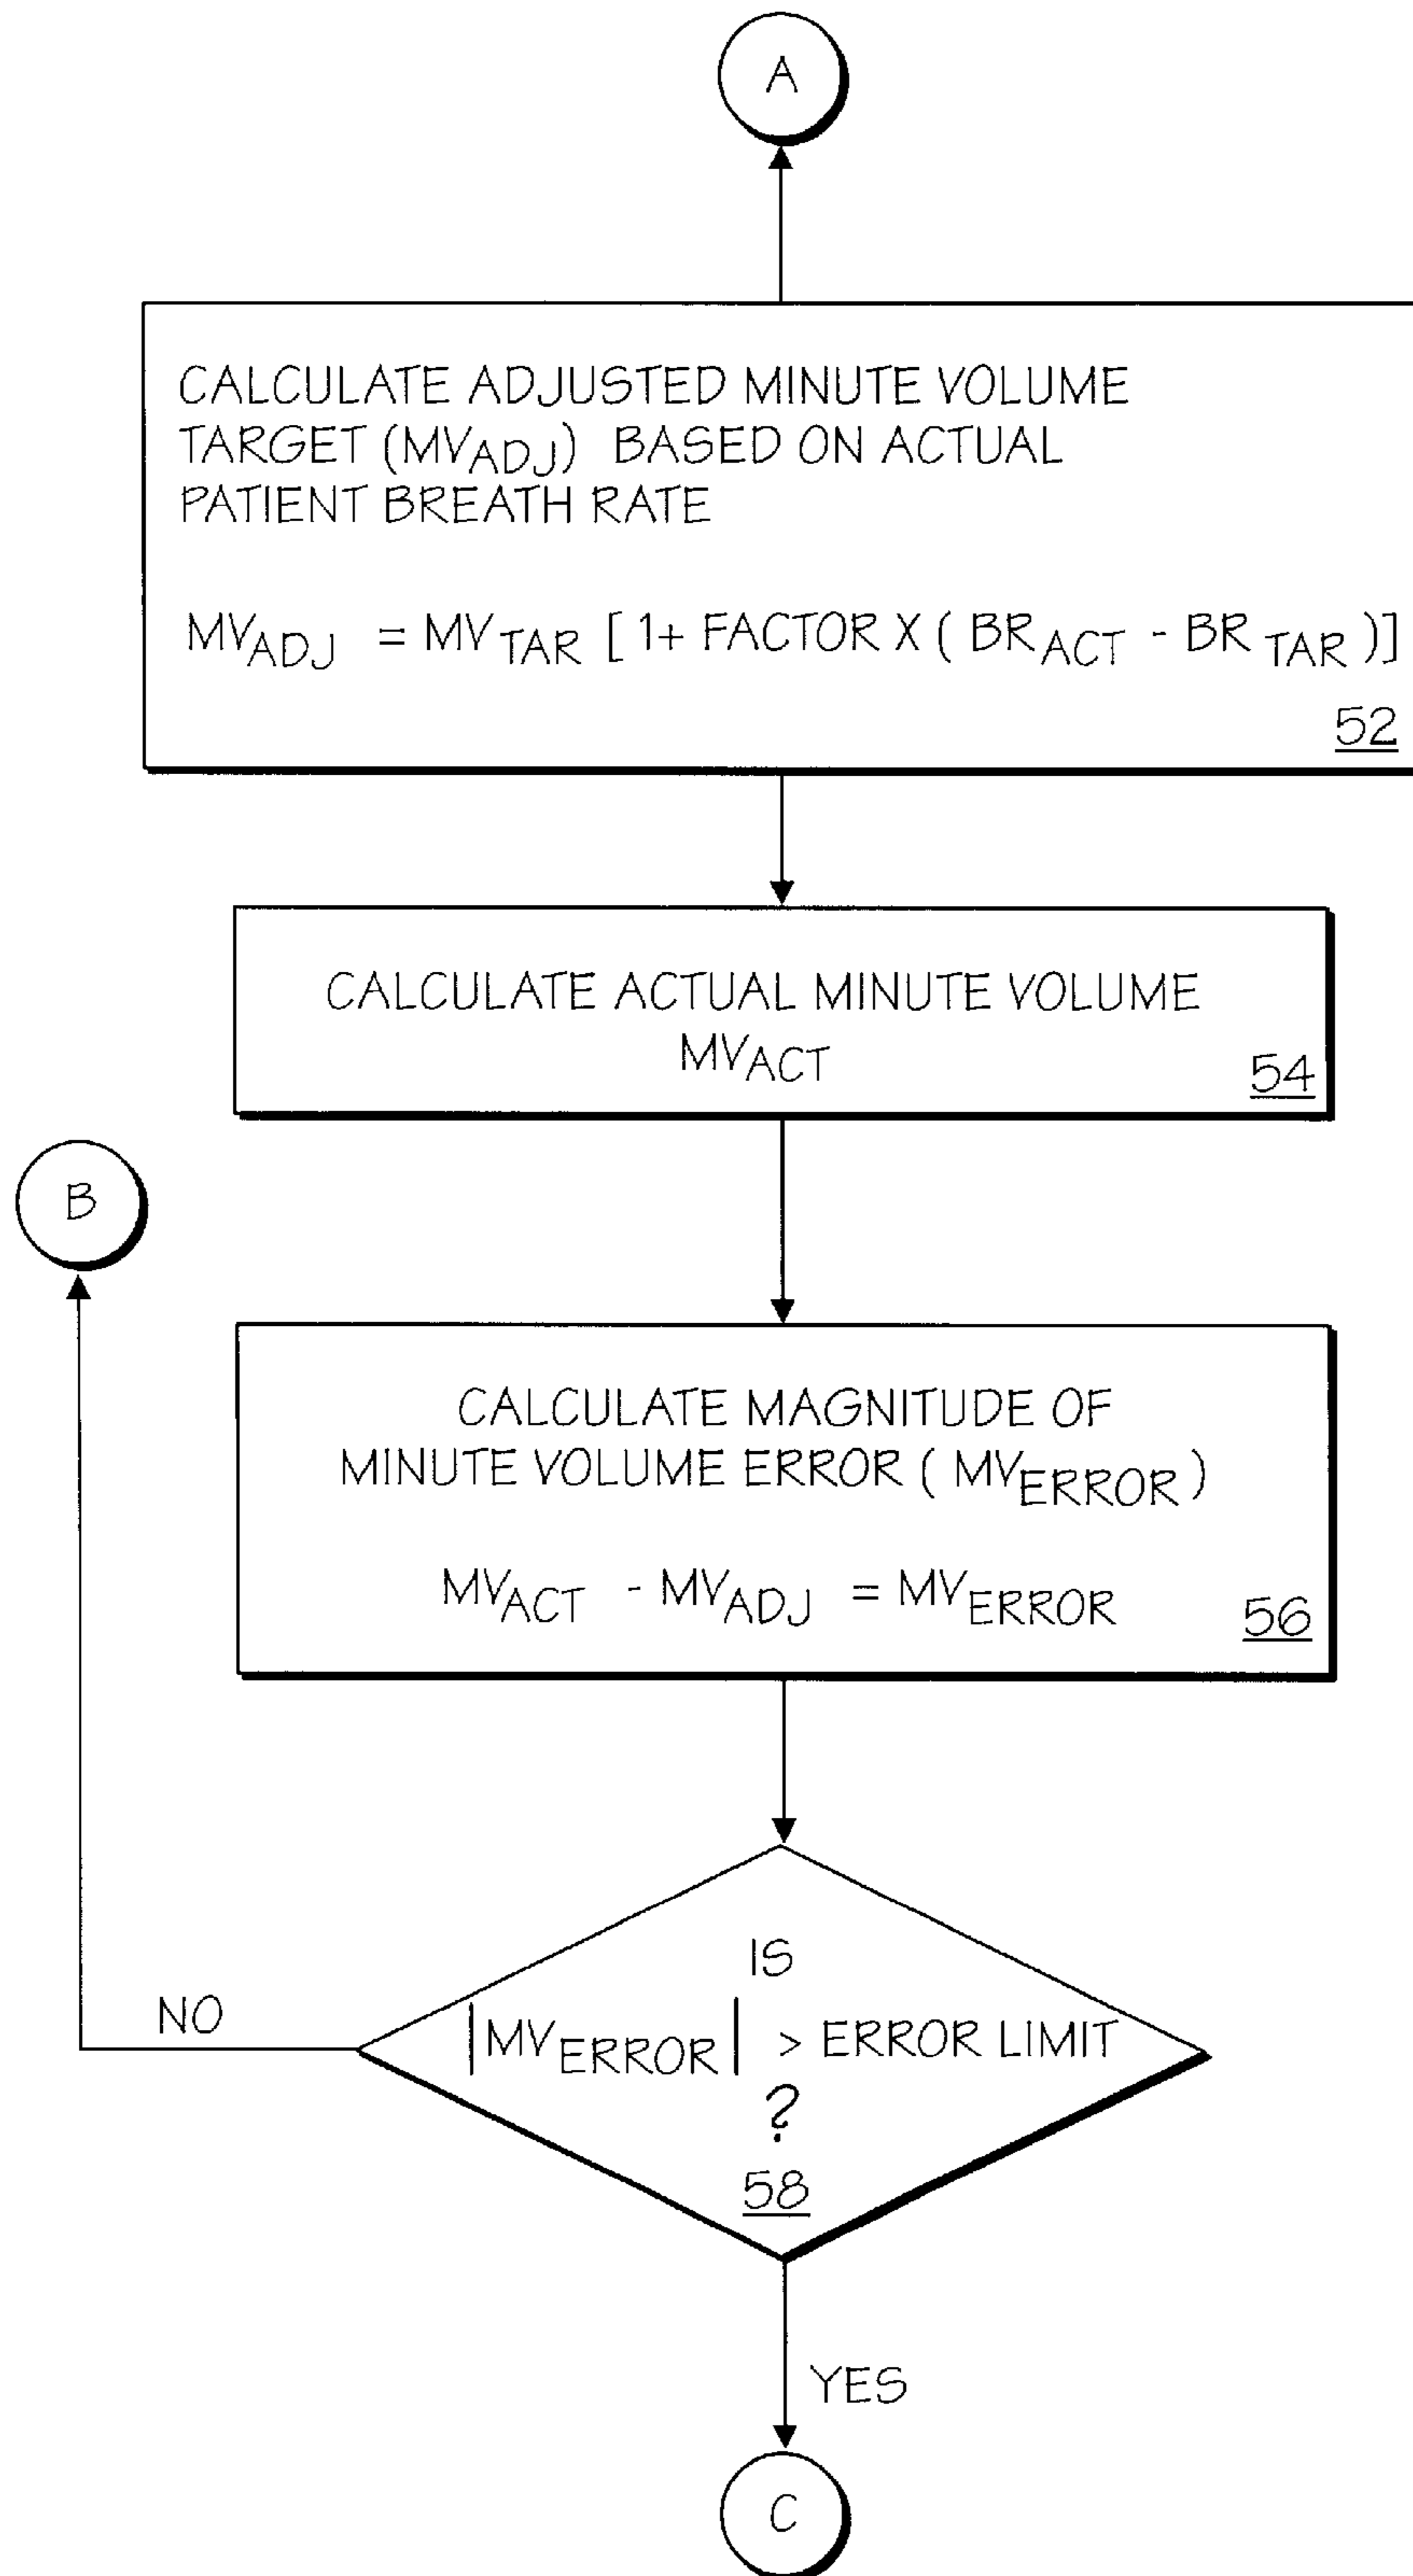 A
CALCULATE ADJUSTED MINUTE VOLUME
TARGET (MVADJ) BASED ON ACTUAL
PATIENT BREATH RATE
MVADJ = MVTAR [ 1+ FACTOR X ( BRACT - BRTAR )]
52
CALCULATE ACTUAL MINUTE VOLUME
MVACT
54
B
CALCULATE MAGNITUDE OF
MINUTE VOLUME ERROR ( MVERROR )
MVACT - MVADJ = MVERROR
56
IS
NO
|MVERROR| > ERROR LIMIT
?
58
YES
C